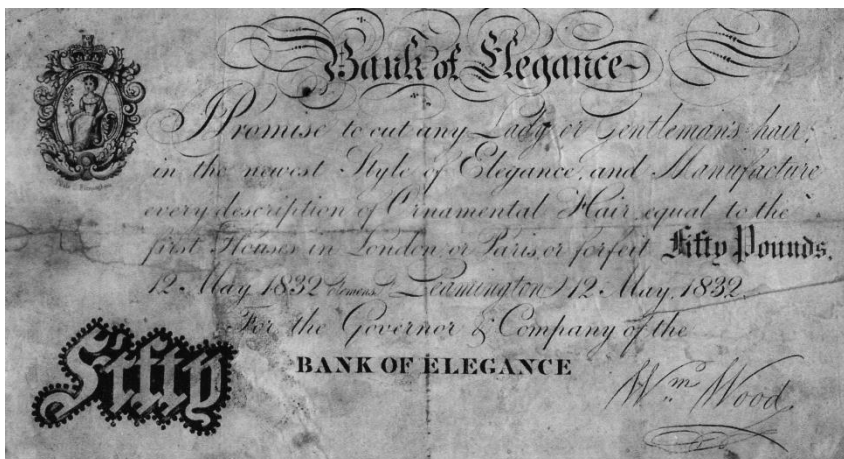 Bank of Elegance
I Promise to cut any Lady or Gentleman's hair,
in the newest Style of Elegance, and Manufacture
every description of Ornamental Hair equal to the
first Houses in London or Paris, or forfeit Fifty Pounds.
12 May 1832 Leamington 12 May 1832.
For the Governor & Company of the
BANK OF ELEGANCE
Fifty
Wm Wood